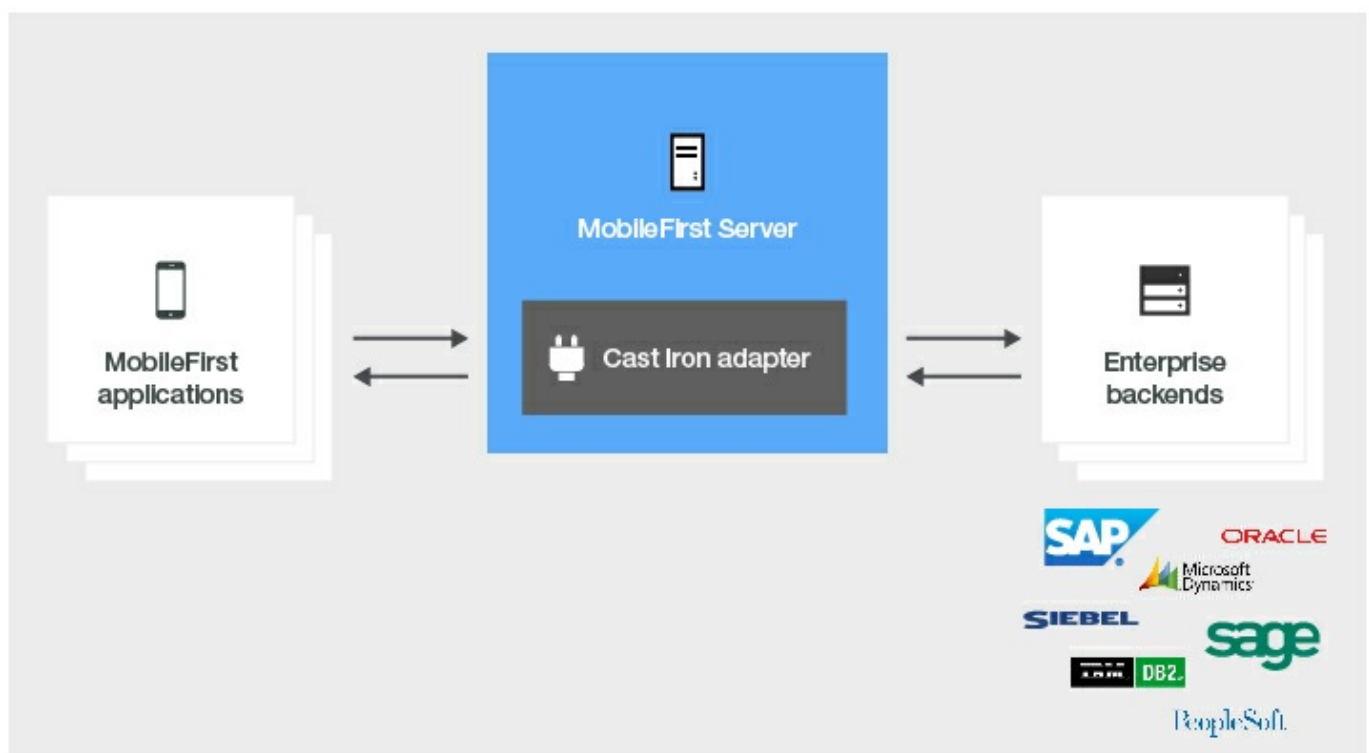 MobileFirst Server
Cast Iron adapter
MobileFirst
applications
Enterprise
backends
SAP
ORACLE
Microsoft
Dynamics
SIEBEL
sage
IBM DB2.
PeopleSoft